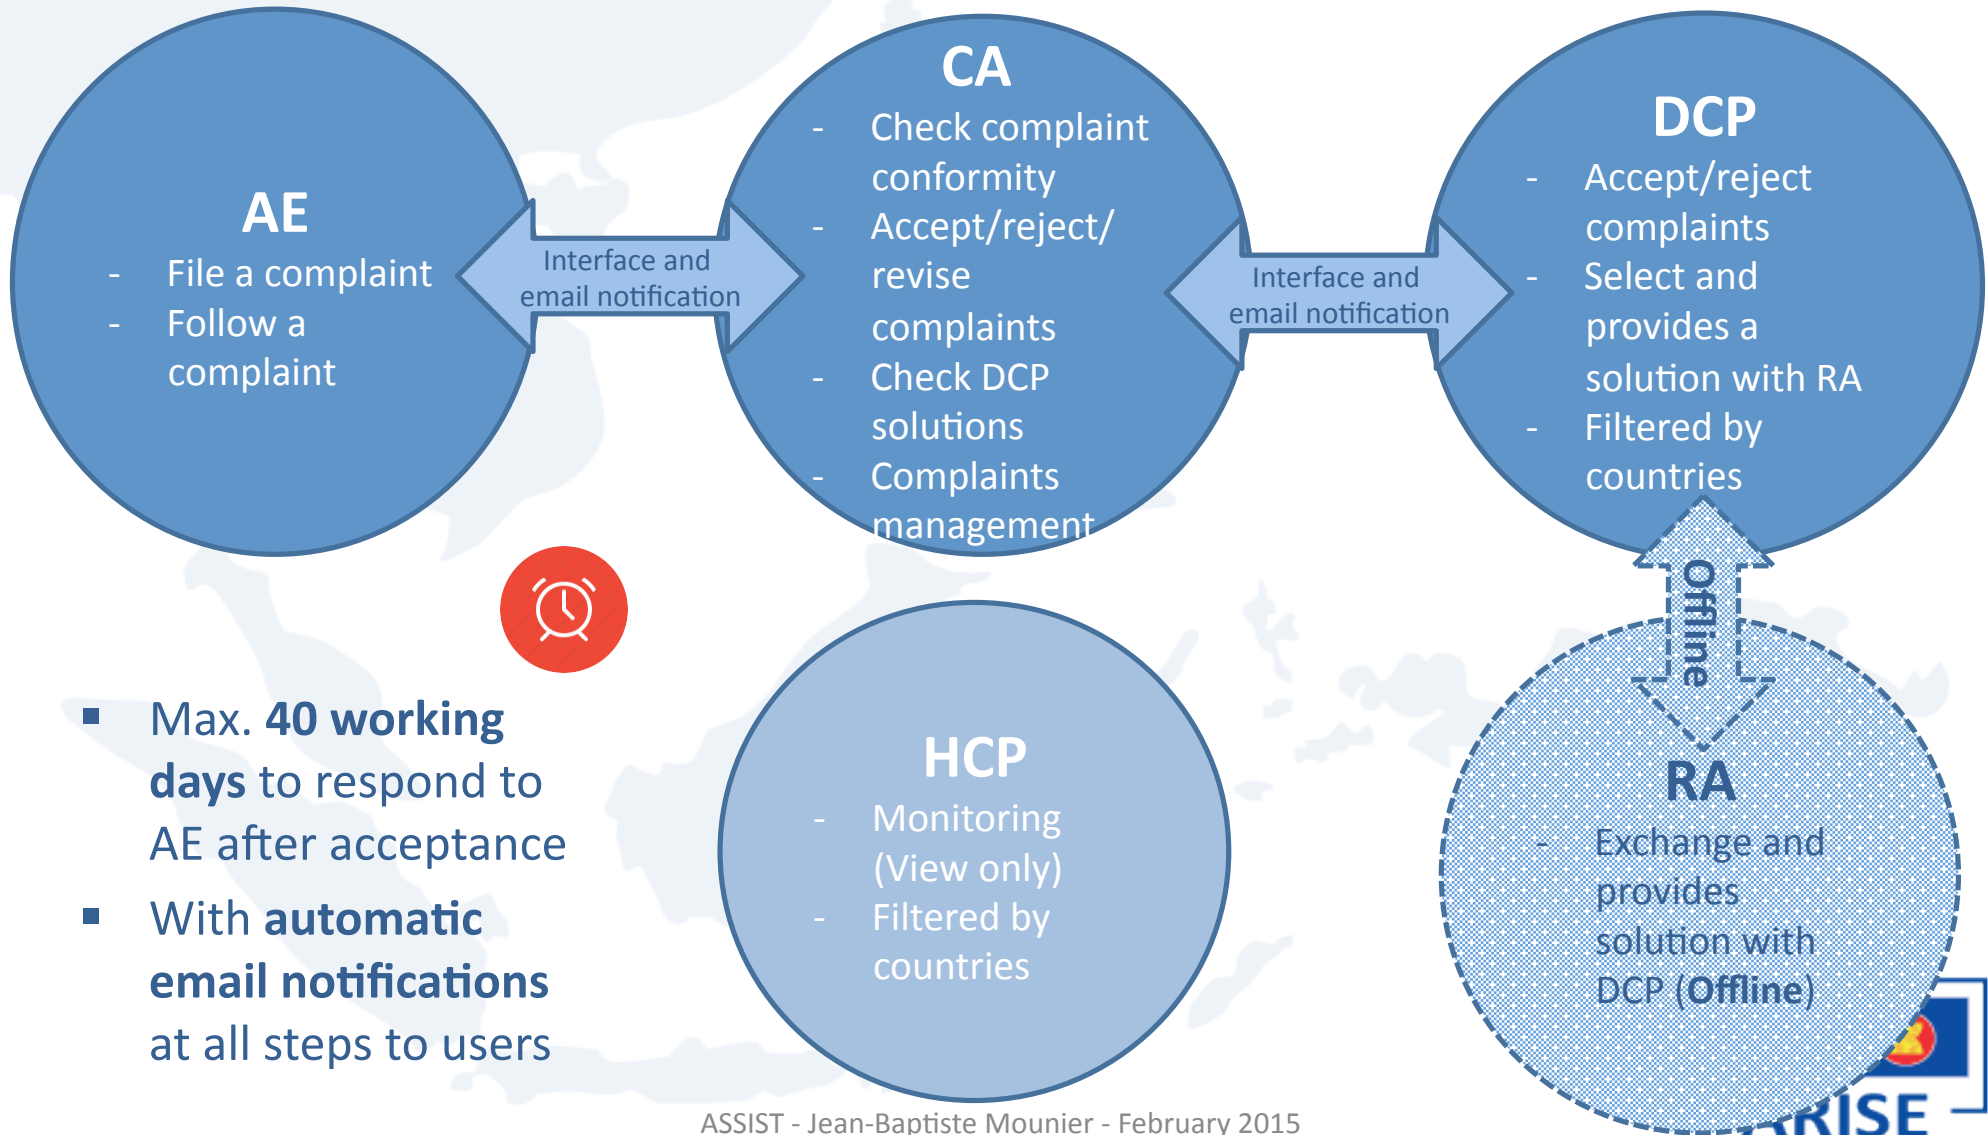 AE
- File a complaint
- Follow a
complaint
Interface and
email notification
CA
- Check complaint
conformity
- Accept/reject/
revise
complaints
- Check DCP
solutions
- Complaints
management
Interface and
email notification
DCP
- Accept/reject
complaints
- Select and
provides a
solution with RA
- Filtered by
countries
Offline
▪ Max. 40 working
days to respond to
AE after acceptance
▪ With automatic
email notifications
at all steps to users
HCP
- Monitoring
(View only)
- Filtered by
countries
RA
- Exchange and
provides
solution with
DCP (Offline)
ARISE
ASSIST - Jean-Baptiste Mounier - February 2015